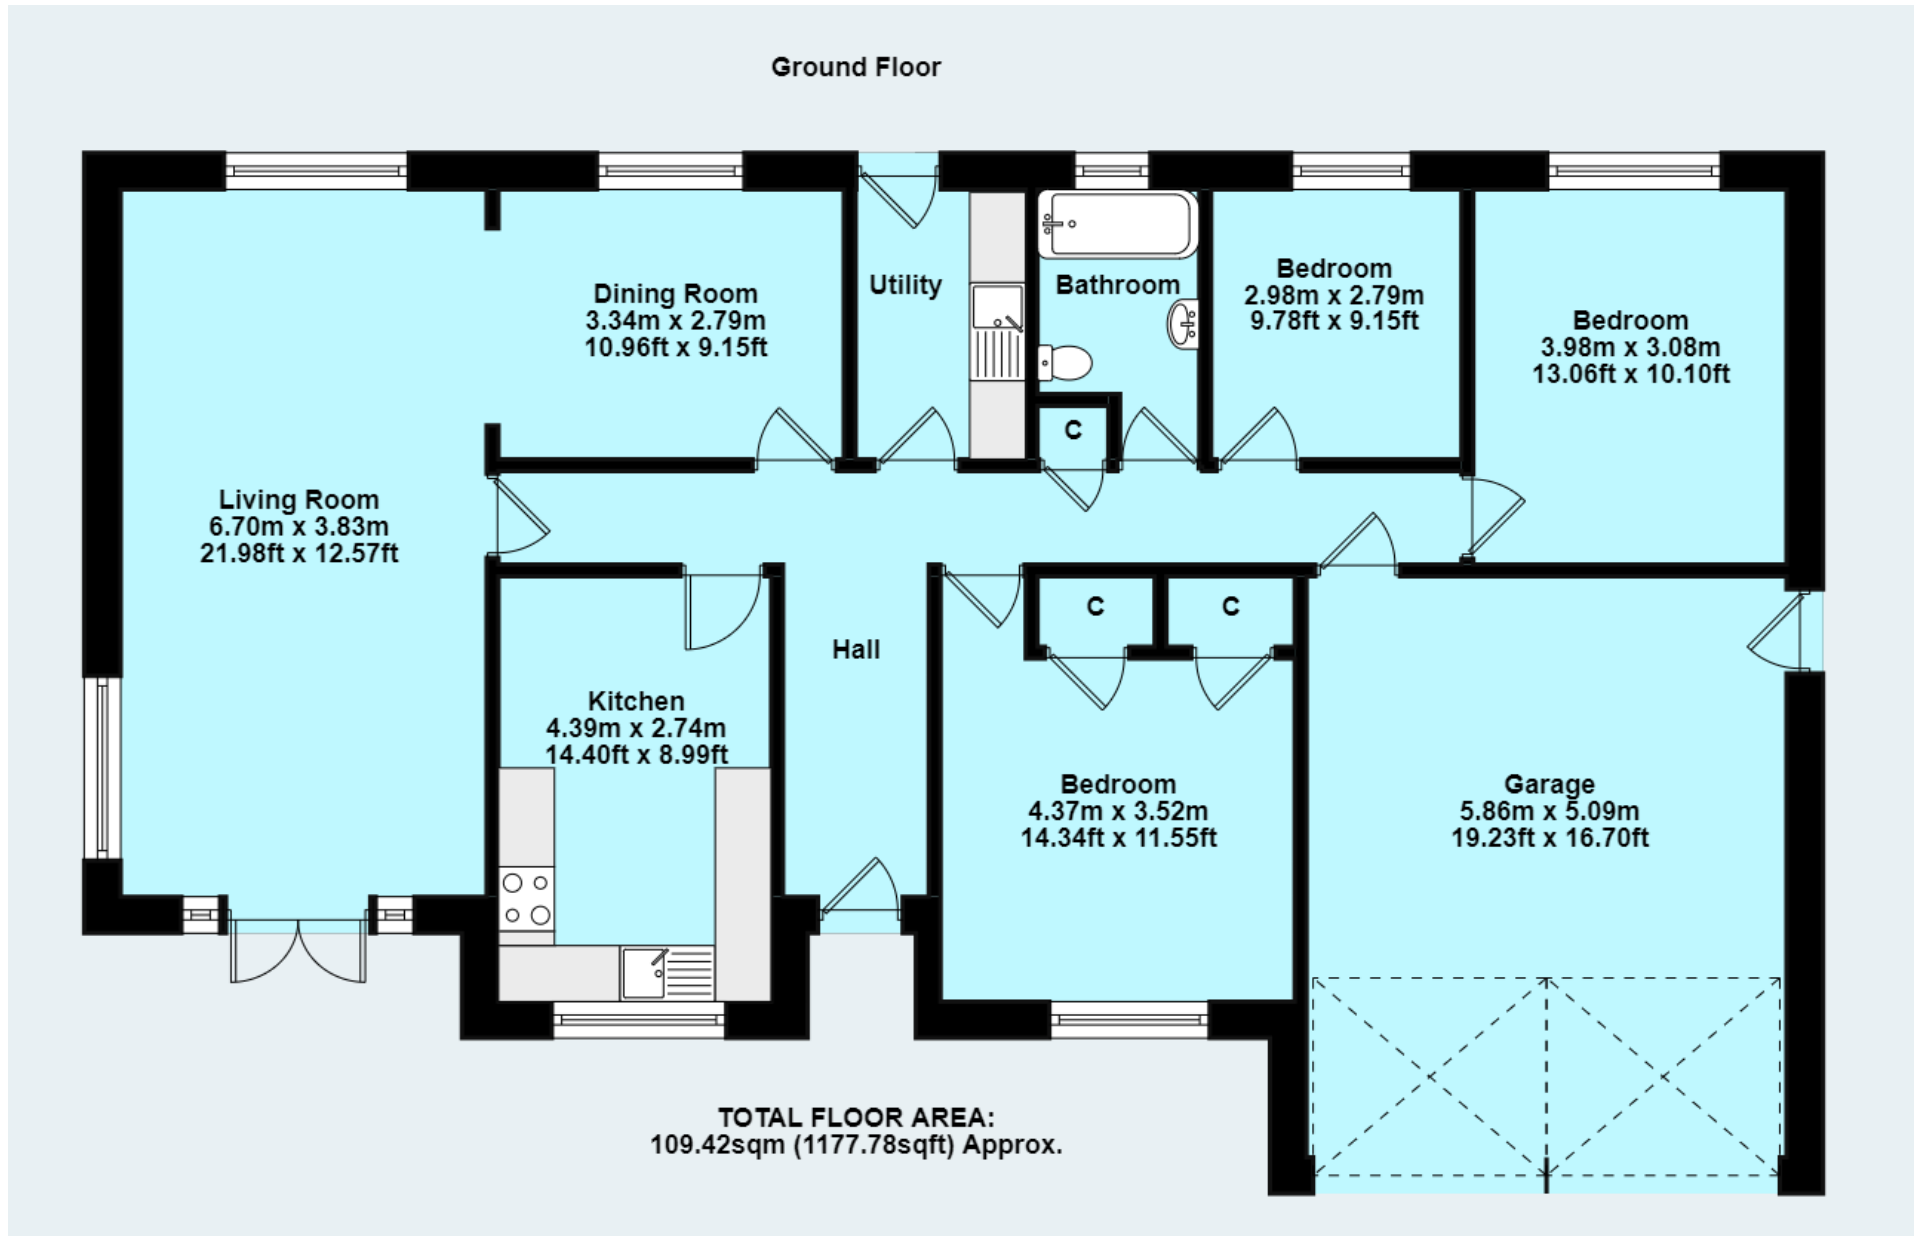 Ground Floor
Dining Room
3.34m x 2.79m
10.96ft x 9.15ft
Utility
Bathroom
Bedroom
2.98m x 2.79m
9.78ft x 9.15ft
Bedroom
3.98m x 3.08m
13.06ft x 10.10ft
C
Living Room
6.70m x 3.83m
21.98ft x 12.57ft
C
C
Hall
Kitchen
4.39m x 2.74m
14.40ft x 8.99ft
Bedroom
4.37m x 3.52m
14.34ft x 11.55ft
Garage
5.86m x 5.09m
19.23ft x 16.70ft
TOTAL FLOOR AREA:
109.42sqm (1177.78sqft) Approx.